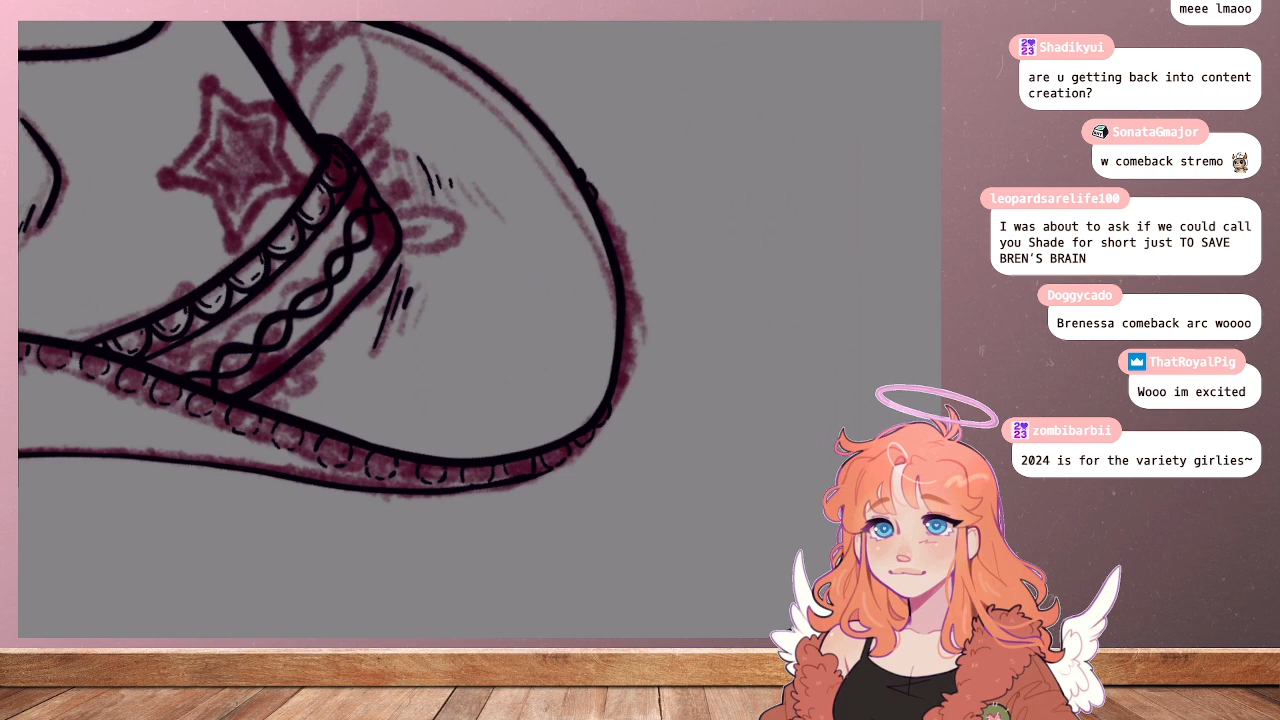 meee lmaoo
Shadikyui
are u getting back into content
creation?
SonataGmajor
w comeback stremo
leopardsarelife100
I was about to ask if we could call
you Shade for short just TO SAVE
BREN'S BRAIN
Doggycado
Brenessa comeback arc woooo
ThatRoyalPig
Wooo im excited
zombibarbii
2024 is for the variety girlies~